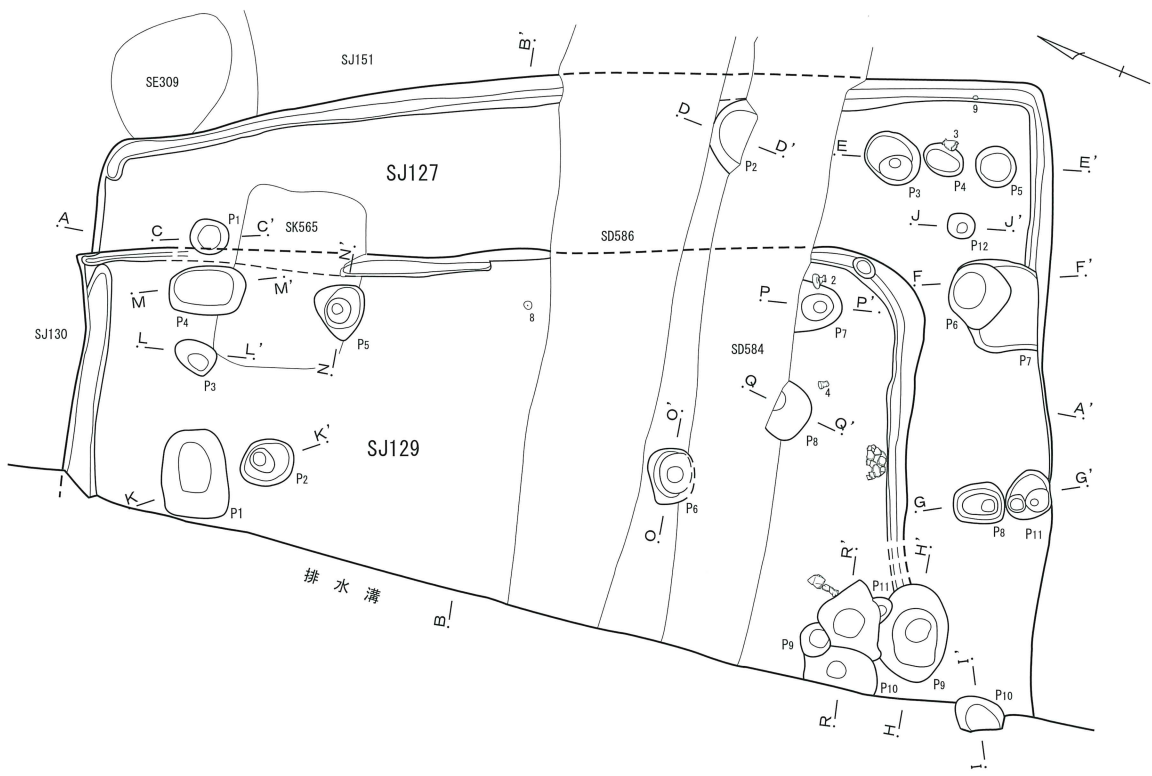 SJ151
SE309
B'
SJ127
D
D'
P2
9
3
E
E'
P3
P4
P5
A
C
P1
C'
SK565
J
J'
P12
SD586
N'
M
M'
P4
P5
N
8
2
P
P'
P7
F
F'
P6
P7
SJ130
L
L'
P3
SD584
Q
4
Q'
P8
A'
K'
P2
SJ129
K
P1
O'
P6
O
G
G'
P8
P11
排水溝
B
R'
H'
P11
P9
P10
P9
R
H
I'
P10
I